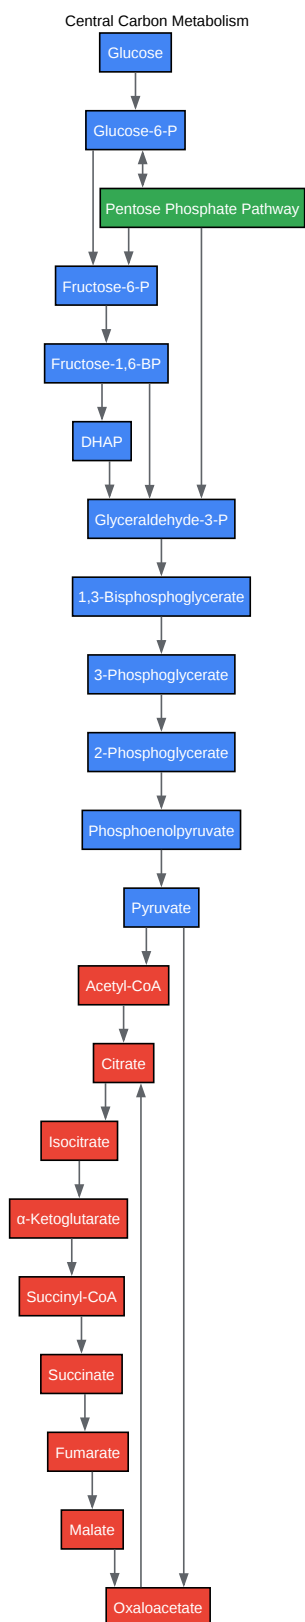 Central Carbon Metabolism
Glucose
Glucose-6-P
Pentose Phosphate Pathway
Fructose-6-P
Fructose-1,6-BP
DHAP
Glyceraldehyde-3-P
1,3-Bisphosphoglycerate
3-Phosphoglycerate
2-Phosphoglycerate
Phosphoenolpyruvate
Pyruvate
Acetyl-CoA
Citrate
Isocitrate
α-Ketoglutarate
Succinyl-CoA
Succinate
Fumarate
Malate
Oxaloacetate